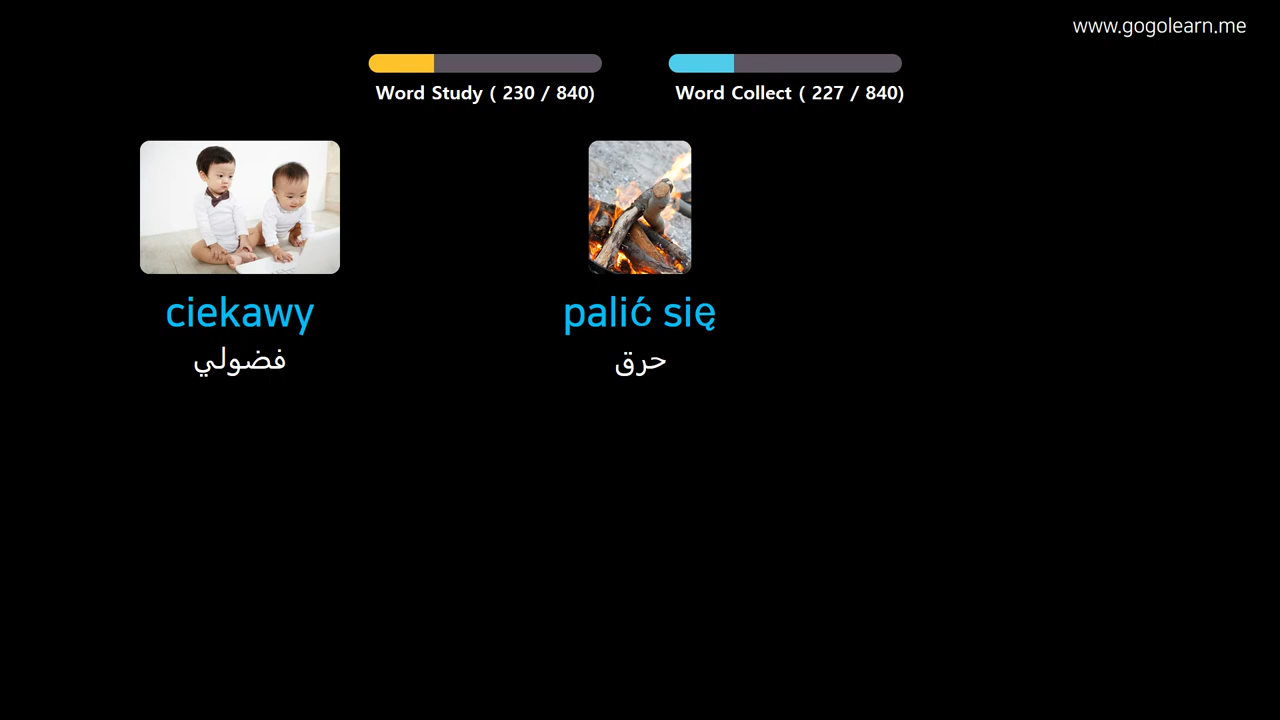 www.gogolearn.me
Word Study ( 230 / 840)
Word Collect ( 227 / 840)
ciekawy
فضولي
palić się
حرق